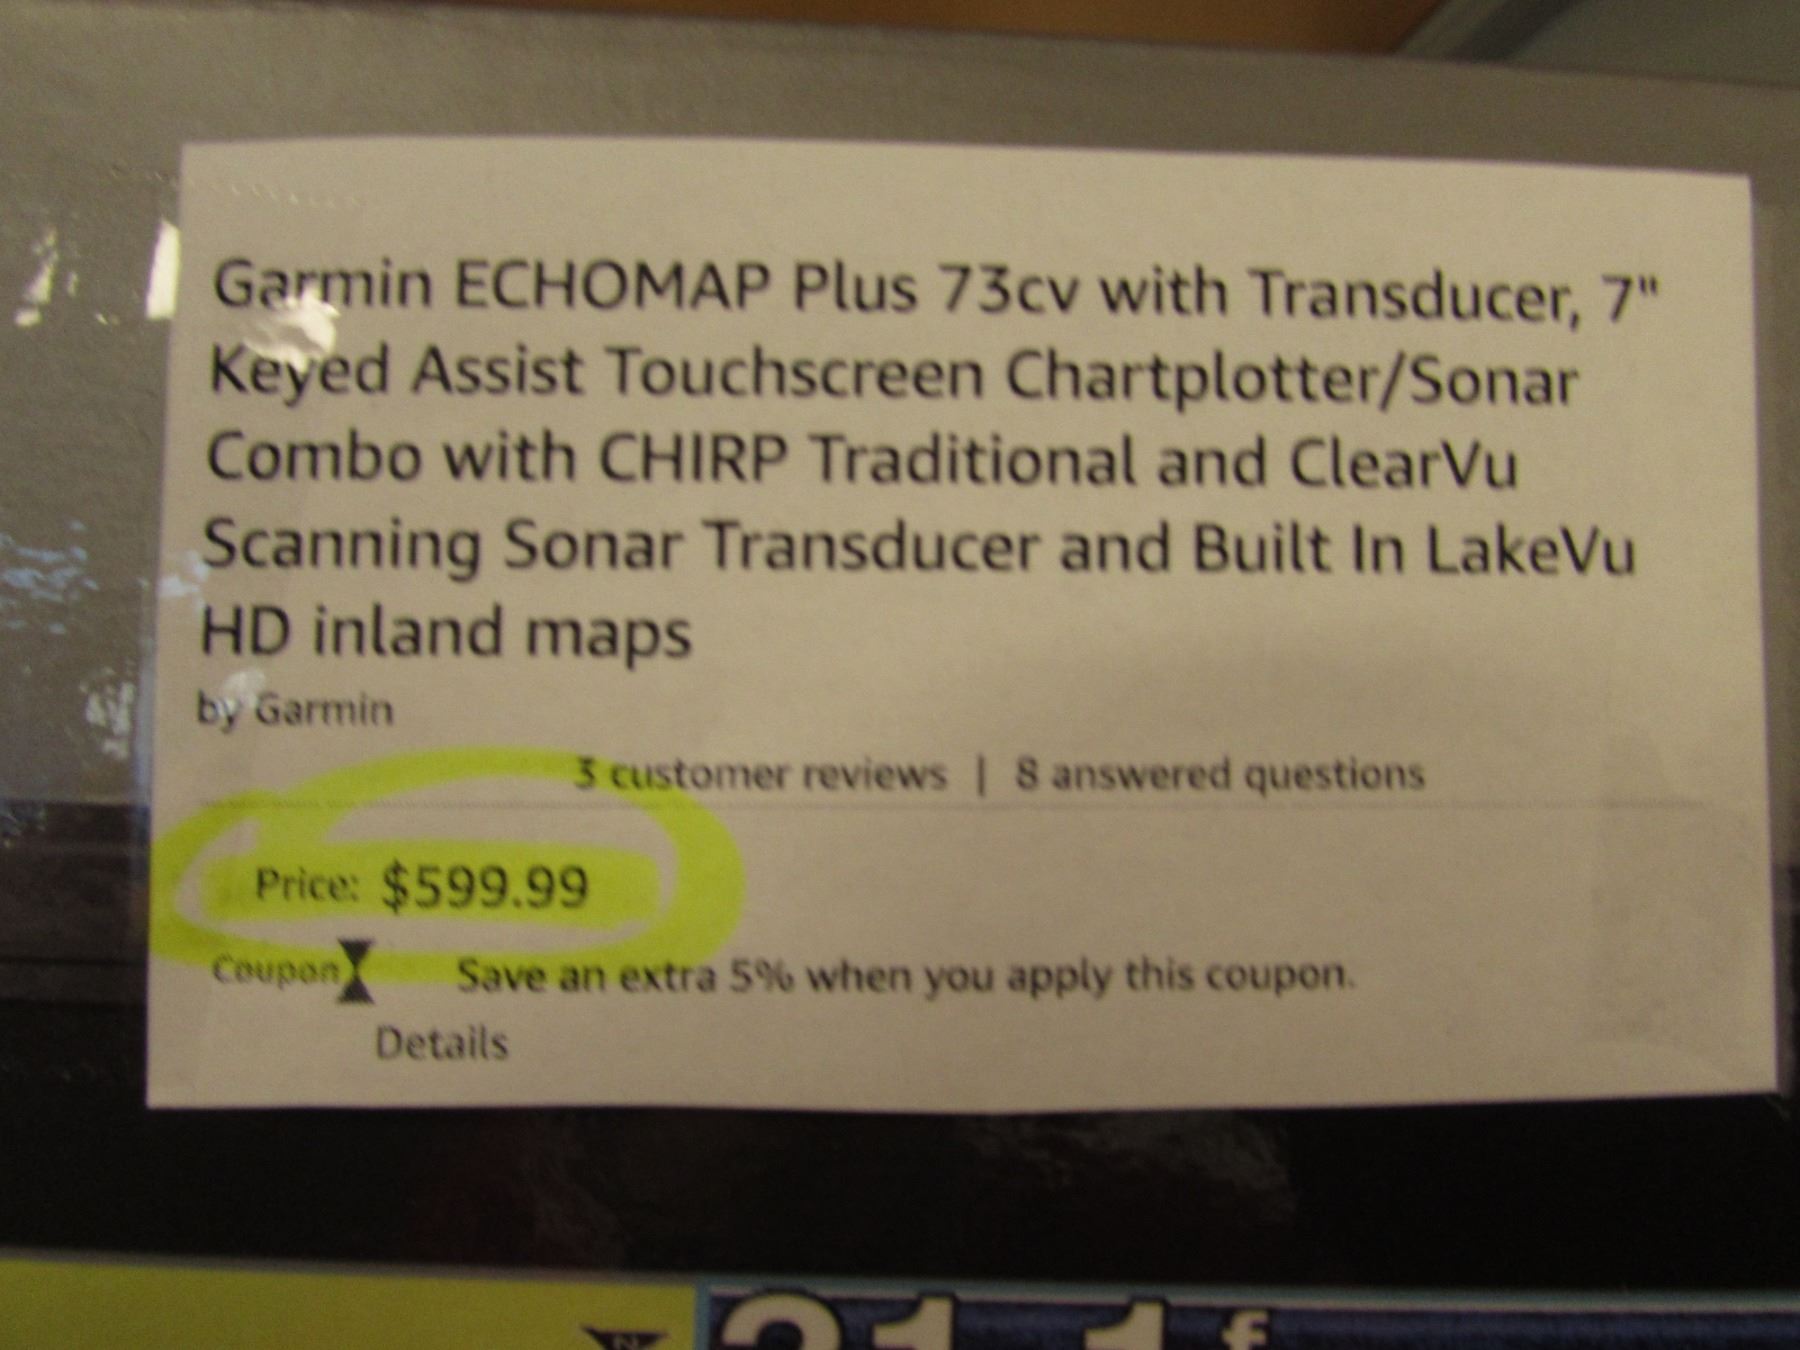 Garmin ECHOMAP Plus 73cv with Transducer, 7"
Keyed Assist Touchscreen Chartplotter/Sonar
Combo with CHIRP Traditional and ClearVu
Scanning Sonar Transducer and Built In LakeVu
HD inland maps
by Garmin
3 customer reviews | 8 answered questions
Price: $599.99
Coupon Save an extra 5% when you apply this coupon.
Details